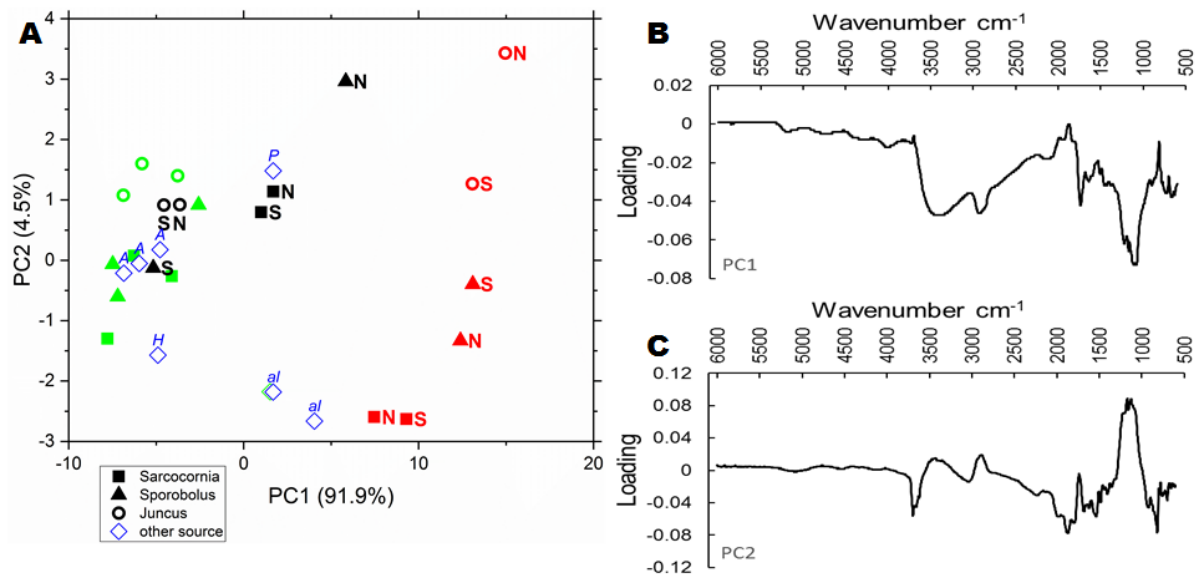 A
PC2 (4.5%)
4
3
2
1
0
-1
-2
-3
N
N
P
N
S
S
S N
A
A
A
S
S
N
H
al
al
N S
-10 0 10 20
PC1 (91.9%)
Sarcocornia
Sporobolus
Juncus
other source
B
Wavenumber cm-1
6000 5500 5000 4500 4000 3500 3000 2500 2000 1500 1000 500
Loading
0.02
0
-0.02
-0.04
-0.06
-0.08
PC1
C
Wavenumber cm-1
6000 5500 5000 4500 4000 3500 3000 2500 2000 1500 1000 500
Loading
0.12
0.08
0.04
0
-0.04
-0.08
-0.12
PC2